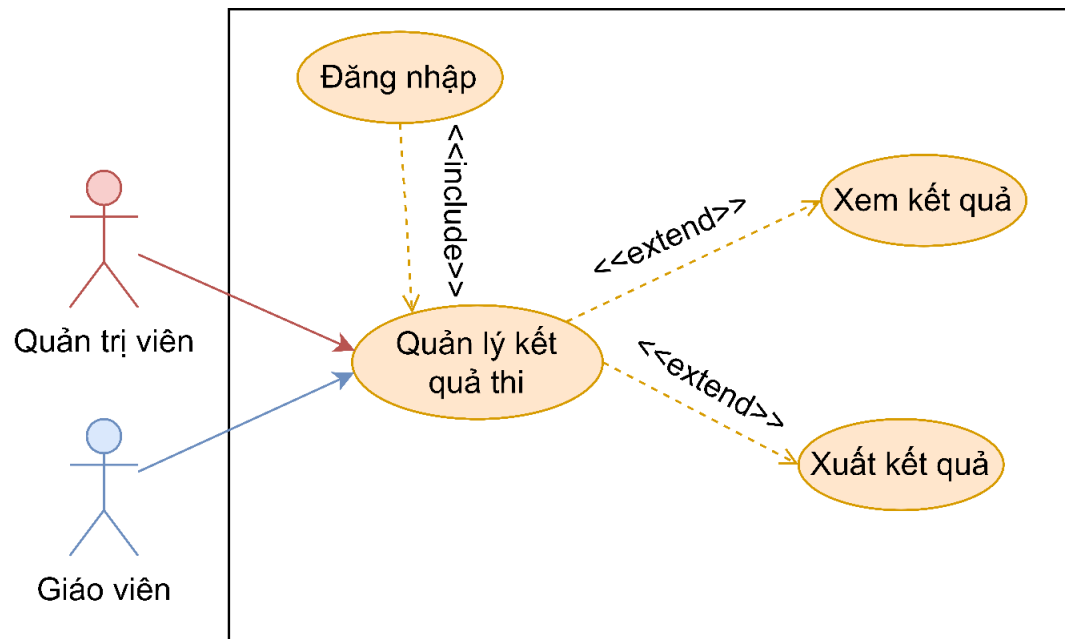 Đăng nhập
<<include>>
<<extend>>
Xem kết quả
Quản trị viên
Quản lý kết
quả thi
<<extend>>
Xuất kết quả
Giáo viên